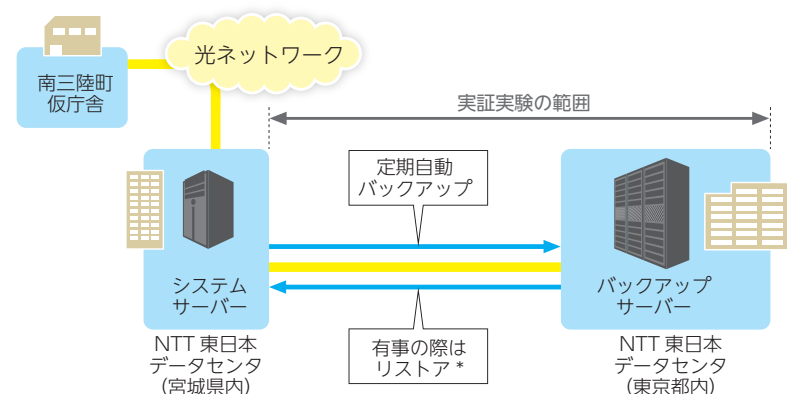 光ネットワーク
南三陸町
仮庁舎
実証実験の範囲
定期自動
バックアップ
システム
サーバー
バックアップ
サーバー
有事の際は
リストア *
NTT 東日本
データセンタ
(宮城県内)
NTT 東日本
データセンタ
(東京都内)